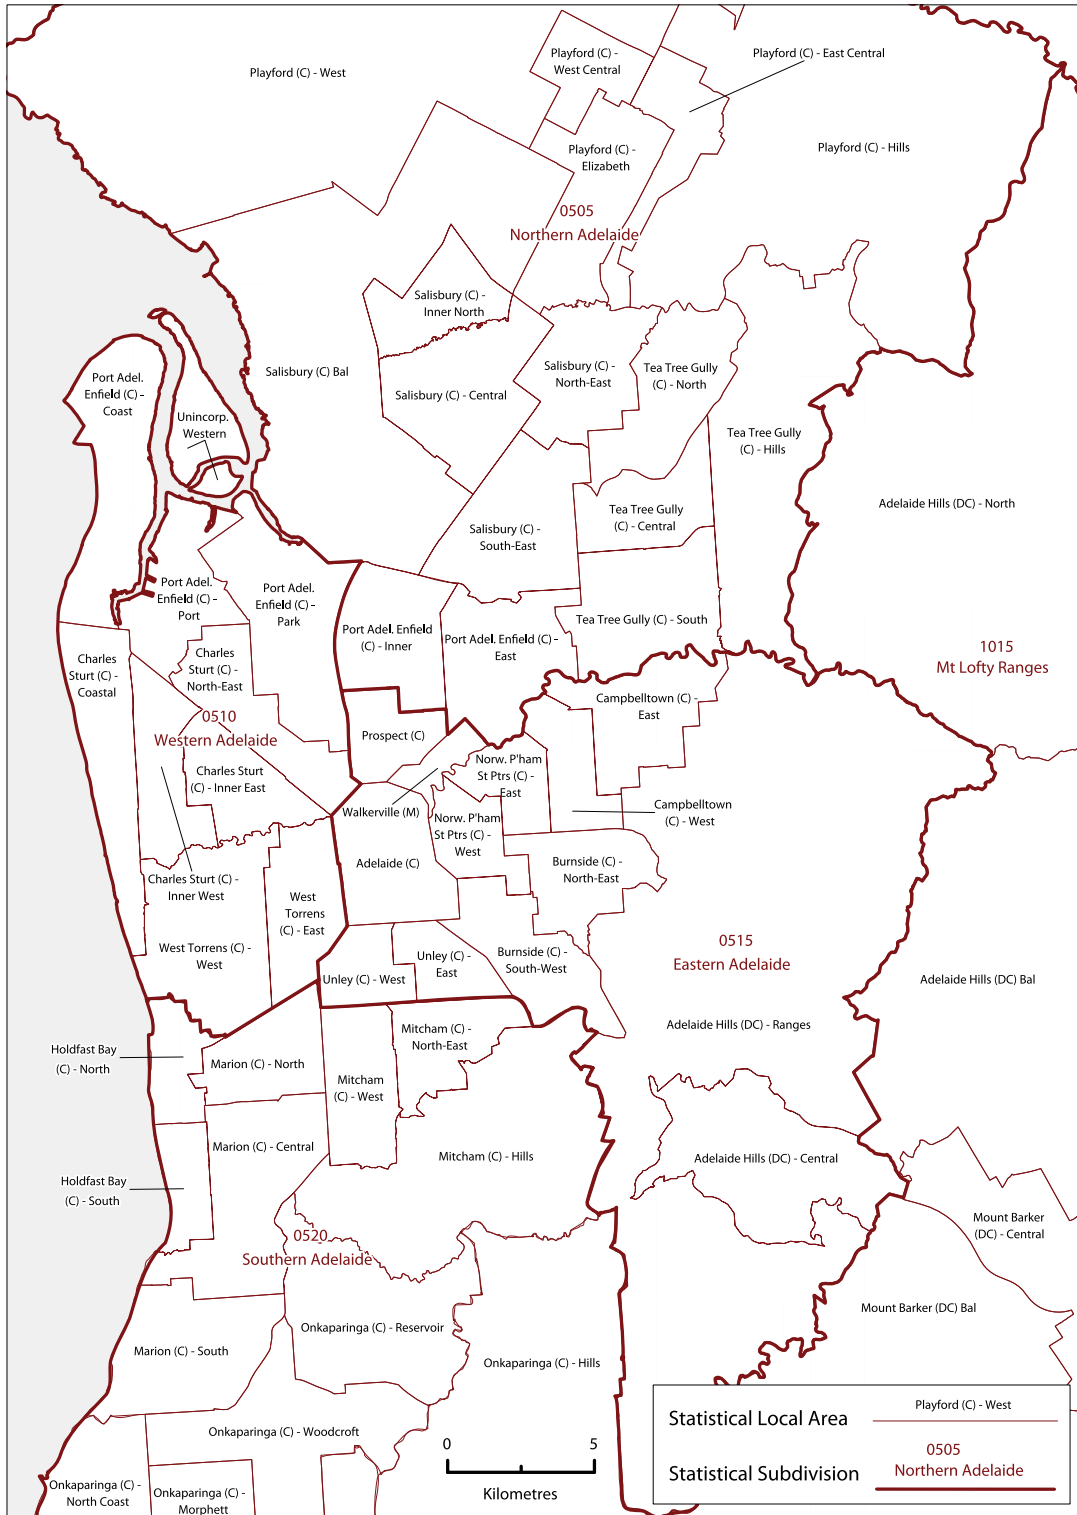 Playford (C) - West
Playford (C) -
West Central
Playford (C) - East Central
Playford (C) -
Elizabeth
Playford (C) - Hills
0505
Northern Adelaide
Salisbury (C) -
Inner North
Salisbury (C) Bal
Salisbury (C) - Central
Salisbury (C) -
North-East
Tea Tree Gully
(C) - North
Port Adel.
Enfield (C) -
Coast
Unincorp.
Western
Tea Tree Gully
(C) - Hills
Adelaide Hills (DC) - North
Salisbury (C) -
South-East
Tea Tree Gully
(C) - Central
Port Adel.
Enfield (C) -
Port
Port Adel.
Enfield (C) -
Park
Port Adel. Enfield
(C) - Inner
Port Adel. Enfield (C) -
East
Tea Tree Gully (C) - South
1015
Mt Lofty Ranges
Charles
Sturt (C) -
Coastal
Charles
Sturt (C) -
North-East
0510
Western Adelaide
Campbelltown (C) -
East
Prospect (C)
Charles Sturt
(C) - Inner East
Norw. P'ham
St Ptrs (C) -
East
Walkerville (M)
Norw. P'ham
St Ptrs (C) -
West
Campbelltown
(C) - West
Adelaide (C)
Burnside (C) -
North-East
Charles Sturt (C) -
Inner West
West
Torrens
(C) - East
West Torrens (C) -
West
Unley (C) - West
Unley (C) -
East
Burnside (C) -
South-West
0515
Eastern Adelaide
Adelaide Hills (DC) Bal
Adelaide Hills (DC) - Ranges
Holdfast Bay
(C) - North
Marion (C) - North
Mitcham (C) -
North-East
Mitcham
(C) - West
Marion (C) - Central
Mitcham (C) - Hills
Adelaide Hills (DC) - Central
Holdfast Bay
(C) - South
0520
Southern Adelaide
Mount Barker
(DC) - Central
Mount Barker (DC) Bal
Onkaparinga (C) - Reservoir
Marion (C) - South
Onkaparinga (C) - Hills
Onkaparinga (C) - Woodcroft
Onkaparinga (C) -
North Coast
Onkaparinga (C) -
Morphett
0 5
Kilometres
Statistical Local Area
Playford (C) - West
Statistical Subdivision
0505
Northern Adelaide